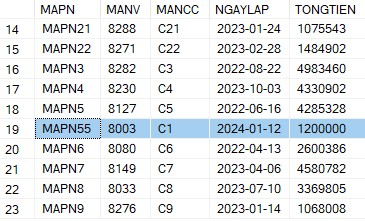 MAPN MANV MANCC NGAYLAP TONGTIEN
14 MAPN21 8288 C21 2023-01-24 1075543
15 MAPN22 8271 C22 2023-02-28 1484902
16 MAPN3 8282 C3 2022-08-22 4983460
17 MAPN4 8230 C4 2023-10-03 4330902
18 MAPN5 8127 C5 2022-06-16 4285328
19 MAPN55 8003 C1 2024-01-12 1200000
20 MAPN6 8080 C6 2022-04-13 2600386
21 MAPN7 8149 C7 2023-04-06 4580782
22 MAPN8 8033 C8 2023-07-10 3369805
23 MAPN9 8276 C9 2023-01-14 1068008